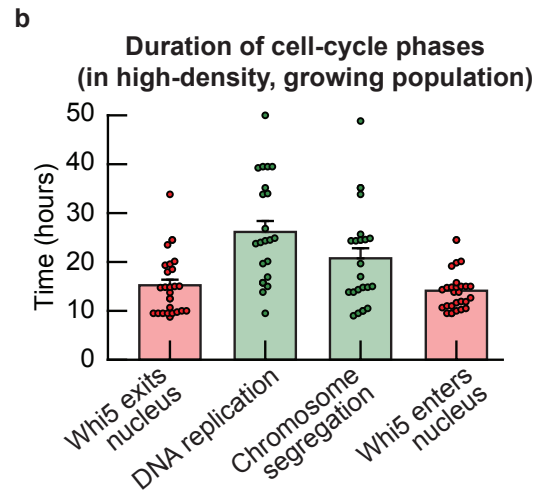 b
Duration of cell-cycle phases
(in high-density, growing population)
Time (hours)
50
40
30
20
10
0
Whi5 exits
nucleus
DNA replication
Chromosome
segregation
Whi5 enters
nucleus